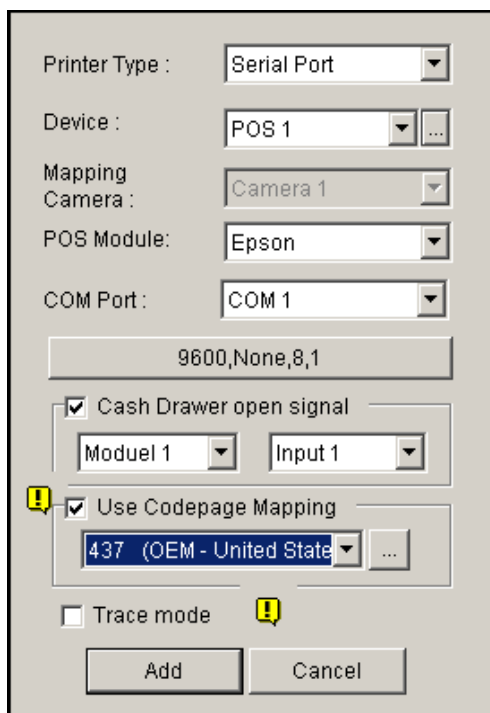 Printer Type : Serial Port
Device : POS 1 ...
Mapping
Camera : Camera 1
POS Module: Epson
COM Port : COM 1
9600,None,8,1
Cash Drawer open signal
Moduel 1 Input 1
Use Codepage Mapping
437 (OEM - United State ...
Trace mode
Add Cancel